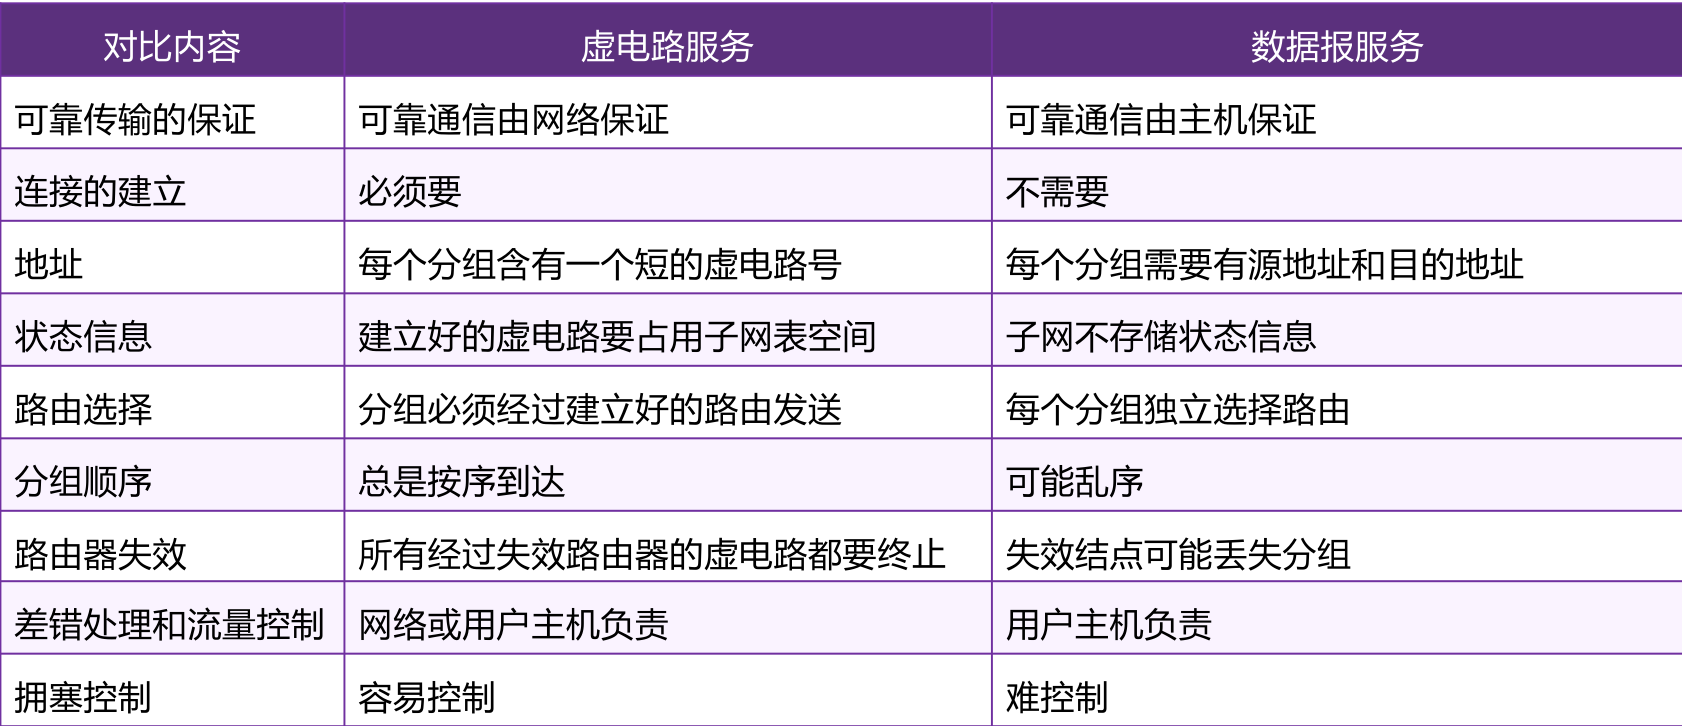 对比内容 虚电路服务 数据报服务
可靠传输的保证 可靠通信由网络保证 可靠通信由主机保证
连接的建立 必须要 不需要
地址 每个分组含有一个短的虚电路号 每个分组需要有源地址和目的地址
状态信息 建立好的虚电路要占用子网表空间 子网不存储状态信息
路由选择 分组必须经过建立好的路由发送 每个分组独立选择路由
分组顺序 总是按序到达 可能乱序
路由器失效 所有经过失效路由器的虚电路都要终止 失效结点可能丢失分组
差错处理和流量控制 网络或用户主机负责 用户主机负责
拥塞控制 容易控制 难控制